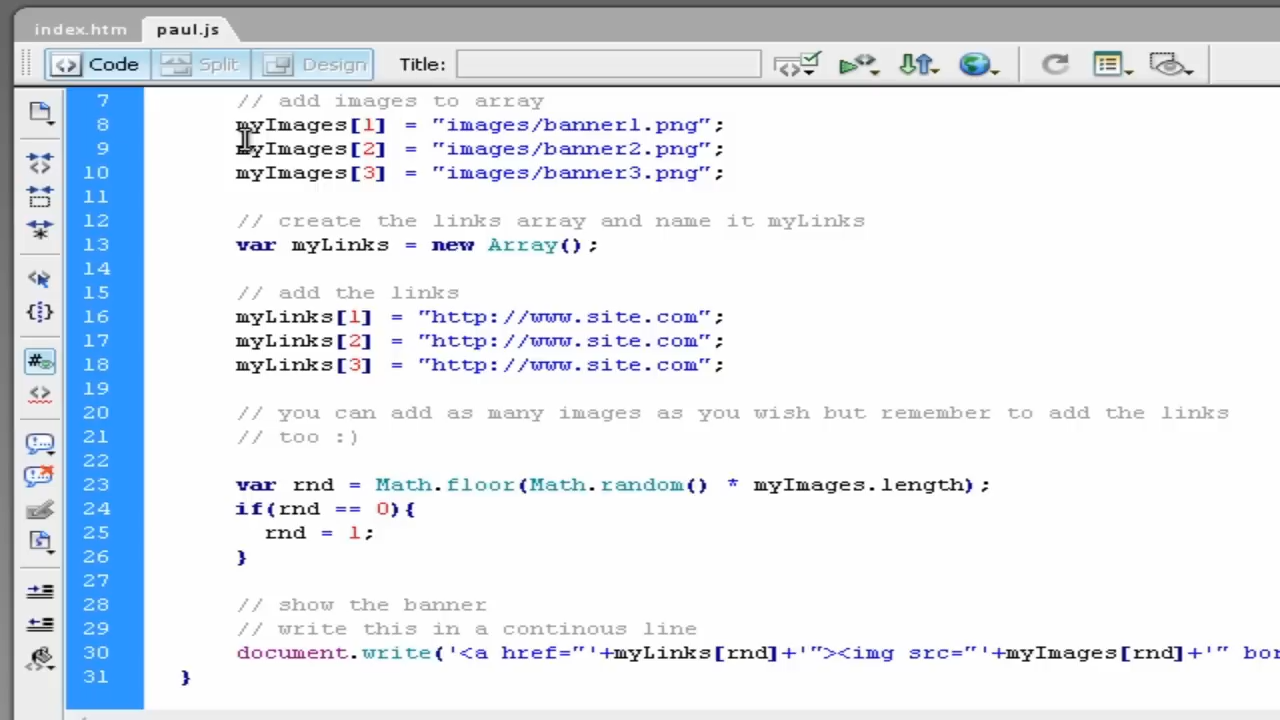 index.htm paul.js
Code Split Design Title:
7 // add images to array
8 myImages[1] = "images/banner1.png";
9 myImages[2] = "images/banner2.png";
10 myImages[3] = "images/banner3.png";
11
12 // create the links array and name it myLinks
13 var myLinks = new Array();
14
15 // add the links
16 myLinks[1] = "http://www.site.com";
17 myLinks[2] = "http://www.site.com";
18 myLinks[3] = "http://www.site.com";
19
20 // you can add as many images as you wish but remember to add the links
21 // too :)
22
23 var rnd = Math.floor(Math.random() * myImages.length);
24 if(rnd == 0){
25 rnd = 1;
26 }
27
28 // show the banner
29 // write this in a continous line
30 document.write('<a href="'+myLinks[rnd]+'"><img src="'+myImages[rnd]+'" bor
31 }